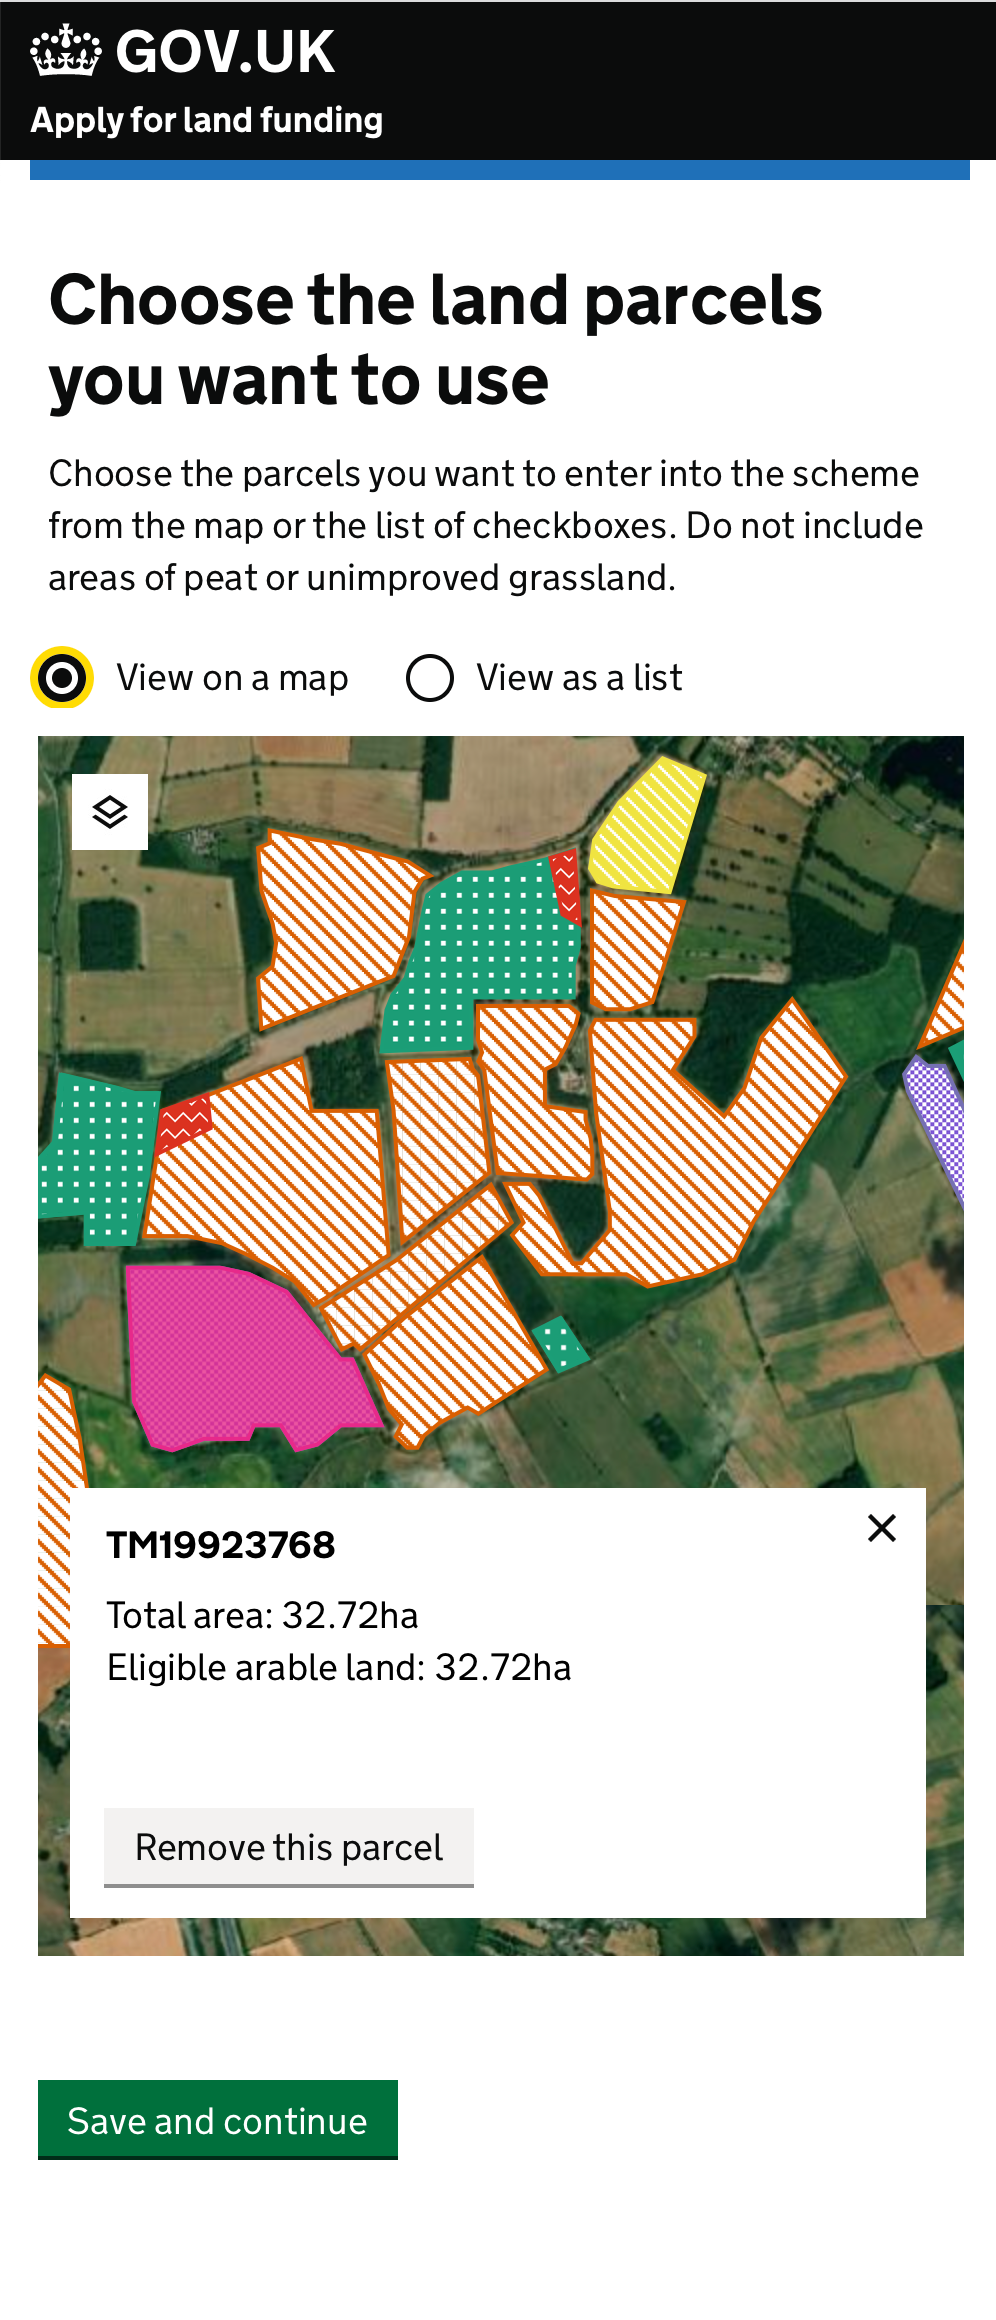 GOV.UK
Apply for land funding
Choose the land parcels
you want to use
Choose the parcels you want to enter into the scheme
from the map or the list of checkboxes. Do not include
areas of peat or unimproved grassland.
View on a map
View as a list
TM19923768
Total area: 32.72ha
Eligible arable land: 32.72ha
Remove this parcel
Save and continue